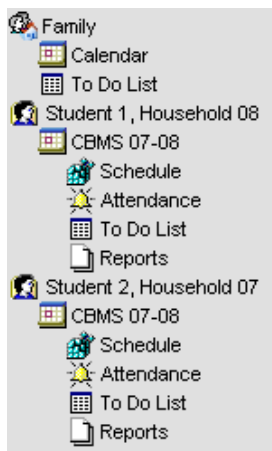 Family
Calendar
To Do List
Student 1, Household 08
CBMS 07-08
Schedule
Attendance
To Do List
Reports
Student 2, Household 07
CBMS 07-08
Schedule
Attendance
To Do List
Reports